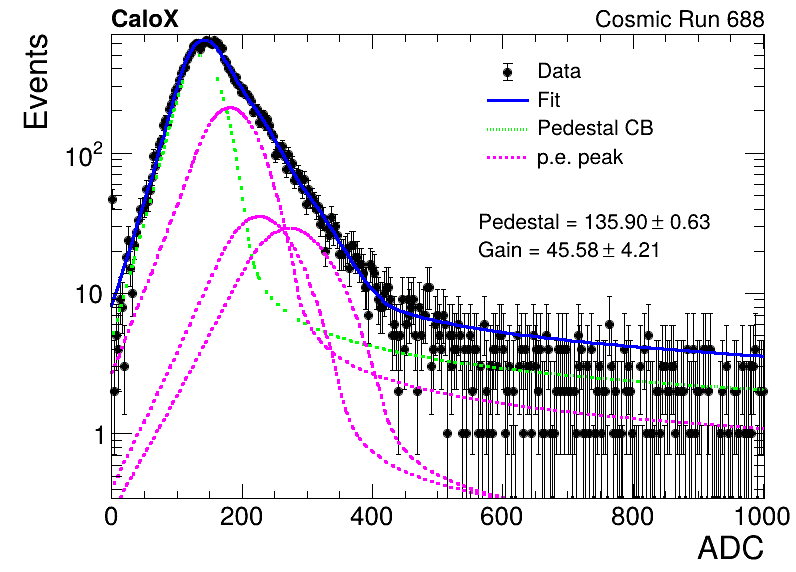 CaloX Cosmic Run 688
Events
Data
Fit
Pedestal CB
p.e. peak
Pedestal = 135.90 ± 0.63
Gain = 45.58 ± 4.21
10²
10
1
0 200 400 600 800 1000
ADC